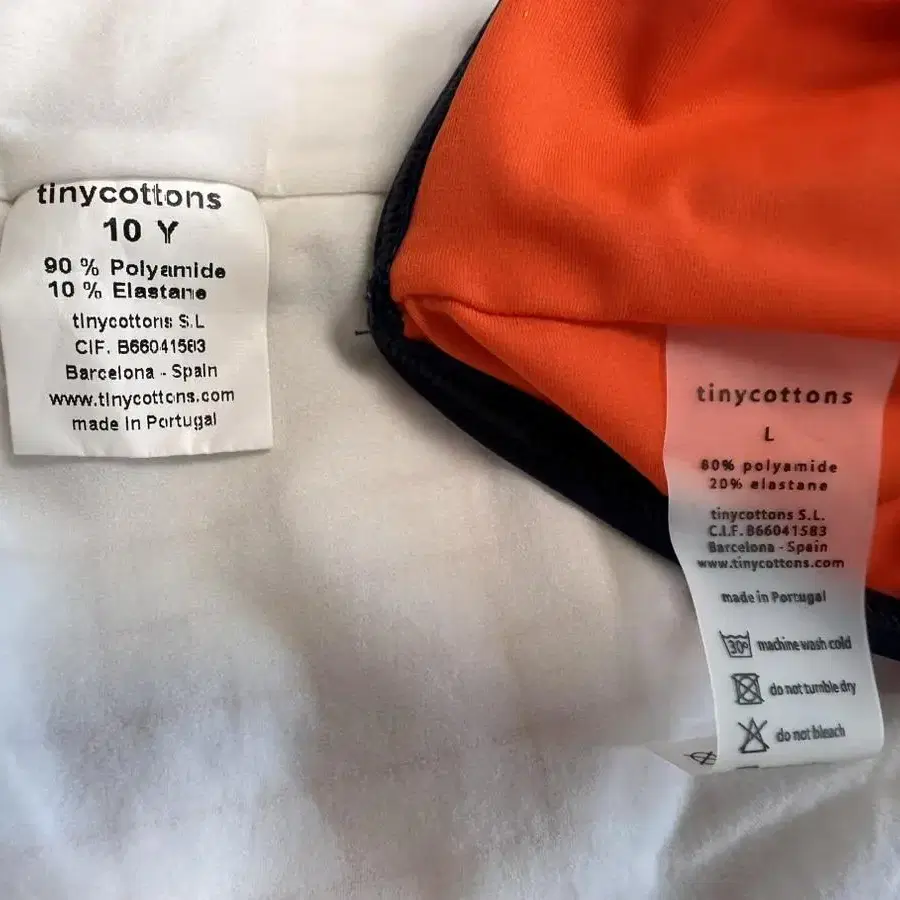 tinycottons
10 Y
90 % Polyamide
10 % Elastane
tinycottons S.L
CIF. B66041583
Barcelona - Spain
www.tinycottons.com
made in Portugal
tinycottons
L
80% polyamide
20% elastane
tinycottons S.L.
C.I.F. B66041583
Barcelona - Spain
www.tinycottons.com
made in Portugal
30º machine wash cold
do not tumble dry
do not bleach